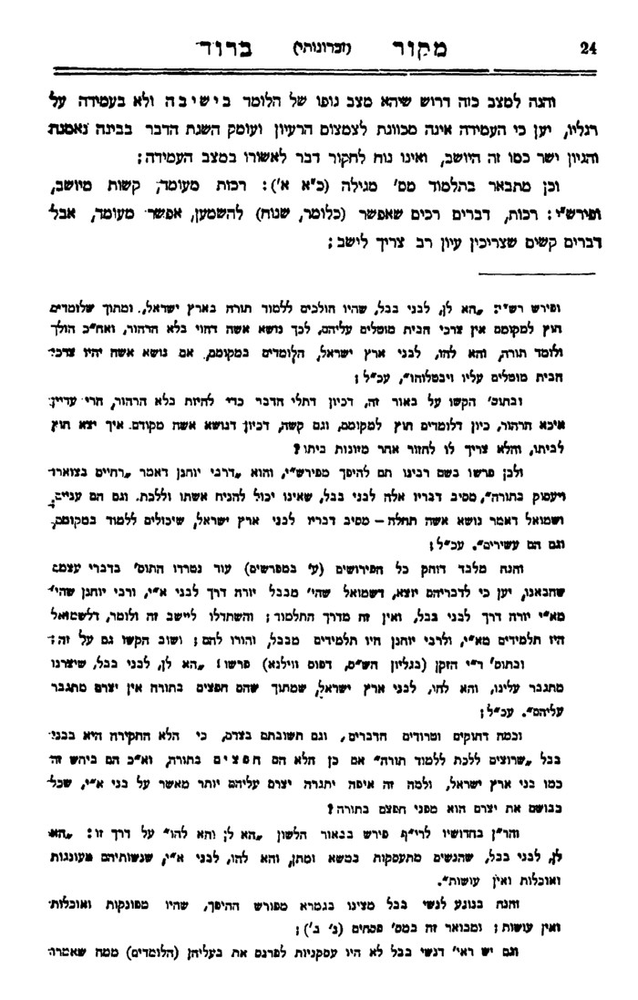 24 מקור (זכרונותי) ברוך
והנה למצב כזה דרוש שיהא מצב גופו של הלומד בישיבה ולא בעמידה על
רגליו, יען כי העמידה אינה מכוונת לצמצום הרעיון ועומק השגת הדבר בבינה נאמנת
והגיון ישר כמו זה היושב, ואינו נוח לחקור דבר לאשורו במצב העמידה;
וכן מתבאר בתלמוד מס' מגילה (כ"א א'): רכות מעומד, קשות מיושב,
ופירש"י: רכות, דברים רכים שאפשר (כלומר, שנוח) להשמען, אפשר מעומד, אבל
דברים קשים שצריכין עיון רב צריך לישב;
ופירש רש"י: „הא לן, לבני בבל, שהיו הולכים ללמוד תורה בארץ ישראל, ומתוך שלומדים
חוץ למקומם אין צרכי הבית מוטלים עליהם, לכך נושא אשה דהוי בלא הרהור, ואח"כ הולך
ולומד תורה, והא להו, לבני ארץ ישראל, הלומדים במקומם, אם נושא אשה יהיו צרכי
הבית מוטלים עליו ויבטלוהו", עכ"ל;
ובתוס' הקשו על באור זה, דכיון דתלי הדבר כדי להיות בלא הרהור, הרי עדיין
איכא הרהור, כיון דלומדים חוץ למקומם, וגם קשה, דכיון דנושא אשה מקודם איך יצא חוץ
לביתו, והלא צריך לו לחזור אחר מזונות ביתו?
ולכן פרשו בשם רבינו תם להיפך מפירש"י, והוא „דרבי יוחנן דאמר „רחיים בצוארו
ויעסוק בתורה", מסיב דבריו אלה לבני בבל, שאינו יכול להניח אשתו וללכת. וגם הם עניים,
ושמואל דאמר נושא אשה תחלה – מסיב דבריו לבני ארץ ישראל, שיכולים ללמוד במקומם,
וגם הם עשירים". עכ"ל;
והנה מלבד דוחק כל הפירושים (ע' במפרשים) עוד נטרדו התוס' בדברי עצמם
שהבאנו, יען כי לדבריהם יוצא, דשמואל שהי' מבבל יורה דרך לבני א"י, ורבי יוחנן שהי'
מא"י יורה דרך לבני בבל, ואין זה מדרך התלמוד; והשתדלו ליישב זה ולומר, דלשמואל
היו תלמידים מא"י, ולרבי יוחנן היו תלמידים מבבל, והורו להם; ושוב הקשו גם על זה;
ובתוס' ר"י הזקן (בגליון הש"ס, דפוס ווילנא) פרשו: „הא לן, לבני בבל, שיצרנו
מתגבר עלינו, והא להו, לבני ארץ ישראל, שמתוך שהם חפצים בתורה אין יצרם מתגבר
עליהם". עכ"ל;
וכמה דחוקים וטרודים הדברים, וגם תשובתם בצדם, כי הלא החקירה היא בבני
בבל „שרוצים ללכת ללמוד תורה" אם כן הלא הם חפצים בתורה, וא"כ הם ביחש זה
כמו בני ארץ ישראל, ולמה זה איפה יתגרה יצרם עליהם יותר מאשר על בני א"י, שכל
כבושם את יצרם הוא מפני חפצם בתורה?
והר"ן בחדושיו לרי"ף פירש בבאור הלשון „הא לן והא להו" על דרך זו: „הא
לן, לבני בבל, שהנשים מתעסקות במשא ומתן, והא להו, לבני א"י, שנשותיהם מעונגות
ואוכלות ואין עושות".
והנה בנוגע לנשי בבל מצינו בגמרא מפורש ההיפך, שהיו מפונקות ואוכלות
ואין עושות; ומבואר זה במס' פסחים (נ' ב');
וגם יש ראי' דנשי בבל לא היו עסקניות לפרנס את בעליהן (הלומדים) ממה שאמרו